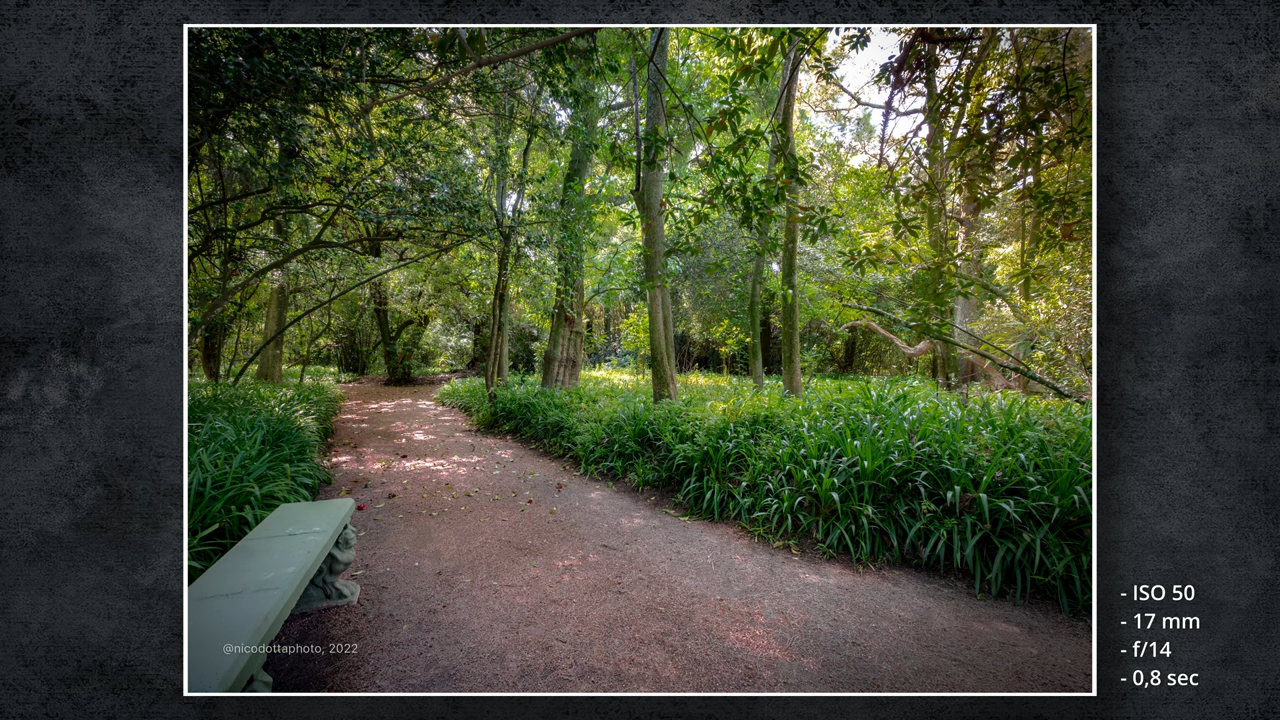 @nicodottaphoto, 2022
- ISO 50
- 17 mm
- f/14
- 0,8 sec